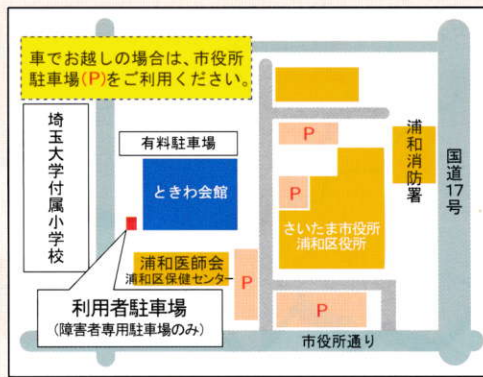 車でお越しの場合は、市役所
駐車場(P)をご利用ください。
埼玉大学付属小学校
有料駐車場
ときわ会館
P
P
浦和消防署
国道17号
さいたま市役所
浦和区役所
浦和医師会
浦和区保健センター
P
P
利用者駐車場
(障害者専用駐車場のみ)
市役所通り